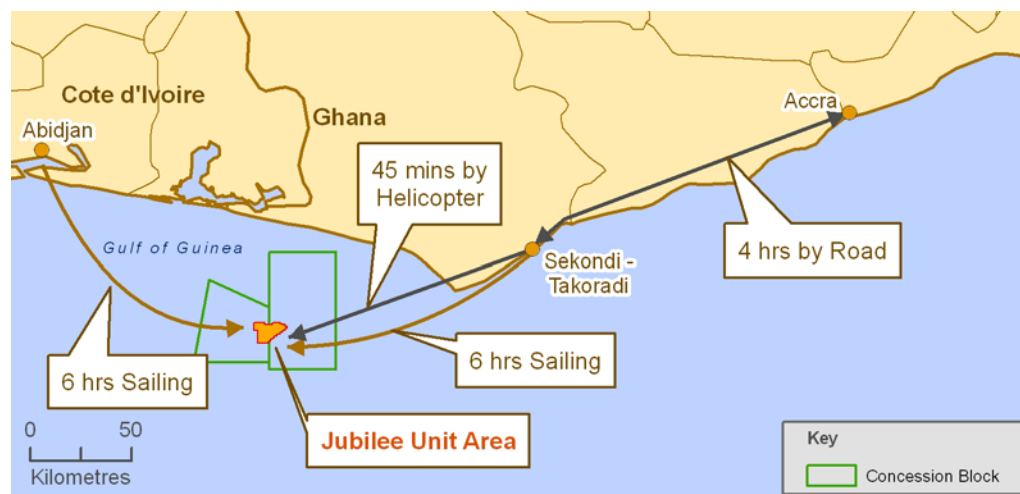 Cote d'Ivoire
Abidjan
Ghana
Accra
45 mins by
Helicopter
Gulf of Guinea
Sekondi -
Takoradi
4 hrs by Road
6 hrs Sailing
6 hrs Sailing
Jubilee Unit Area
0 50
Kilometres
Key
Concession Block